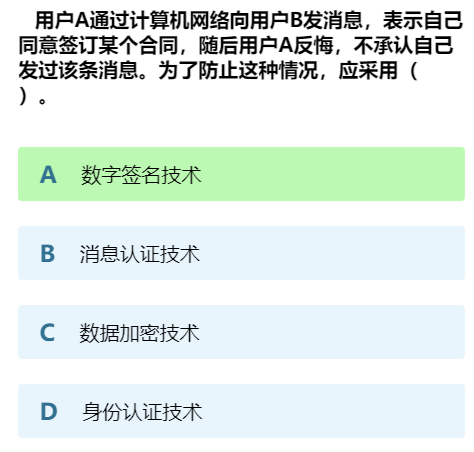 用户A通过计算机网络向用户B发消息，表示自己
同意签订某个合同，随后用户A反悔，不承认自己
发过该条消息。为了防止这种情况，应采用（
）。
A 数字签名技术
B 消息认证技术
C 数据加密技术
D 身份认证技术